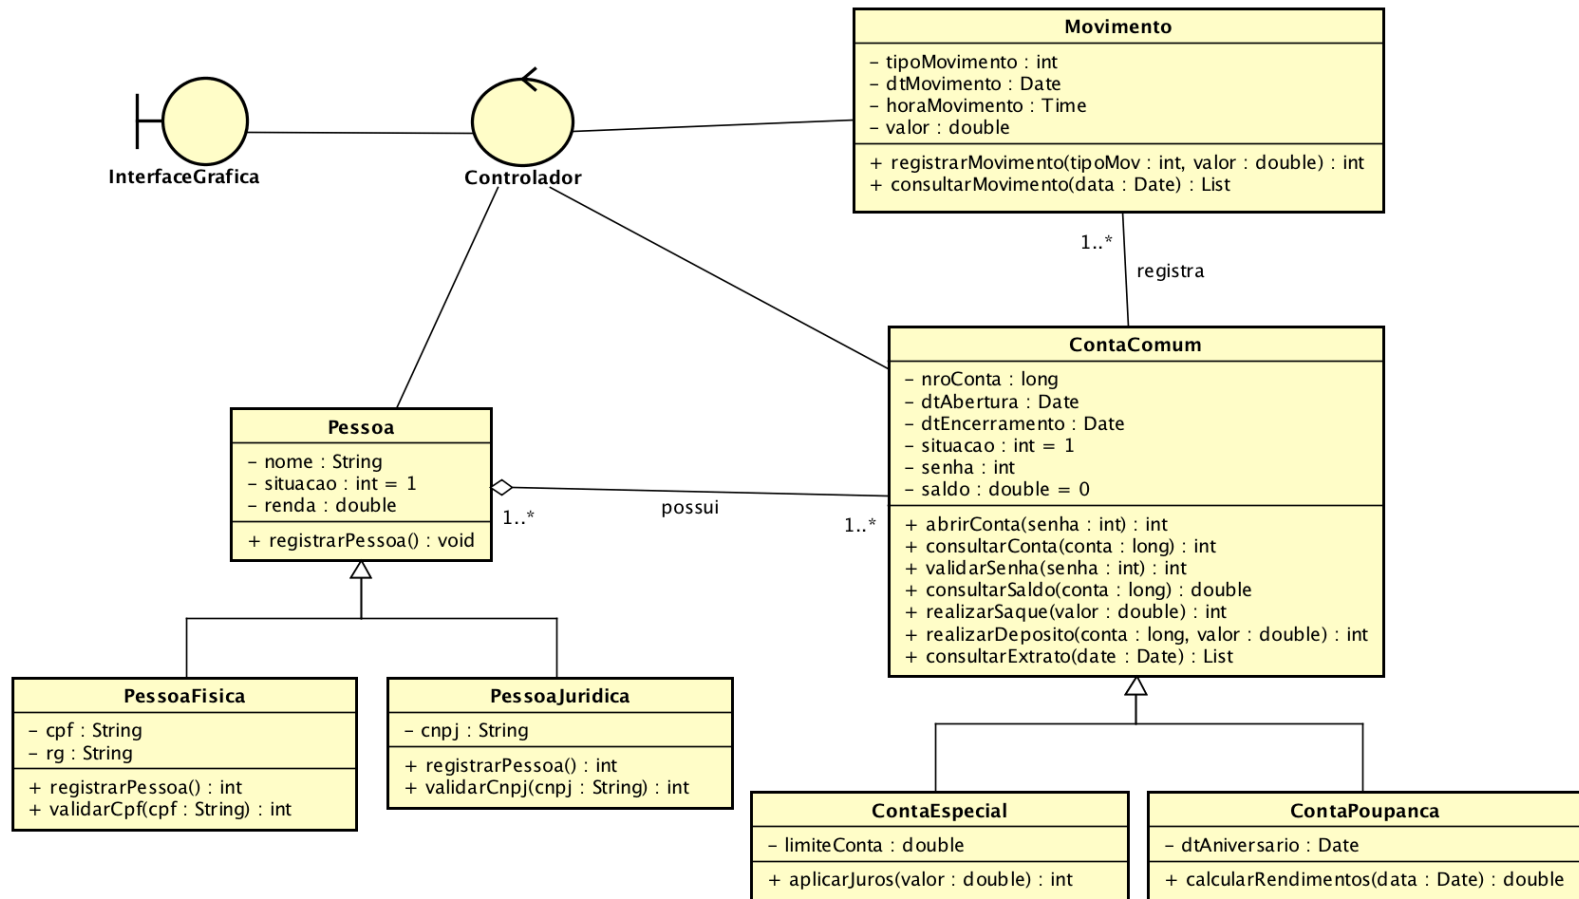 Movimento
– tipoMovimento : int
– dtMovimento : Date
– horaMovimento : Time
– valor : double
+ registrarMovimento(tipoMov : int, valor : double) : int
+ consultarMovimento(data : Date) : List
InterfaceGrafica
Controlador
1..*
registra
ContaComum
– nroConta : long
– dtAbertura : Date
– dtEncerramento : Date
– situacao : int = 1
– senha : int
– saldo : double = 0
+ abrirConta(senha : int) : int
+ consultarConta(conta : long) : int
+ validarSenha(senha : int) : int
+ consultarSaldo(conta : long) : double
+ realizarSaque(valor : double) : int
+ realizarDeposito(conta : long, valor : double) : int
+ consultarExtrato(date : Date) : List
Pessoa
– nome : String
– situacao : int = 1
– renda : double
+ registrarPessoa() : void
1..*
possui
1..*
PessoaFisica
– cpf : String
– rg : String
+ registrarPessoa() : int
+ validarCpf(cpf : String) : int
PessoaJuridica
– cnpj : String
+ registrarPessoa() : int
+ validarCnpj(cnpj : String) : int
ContaEspecial
– limiteConta : double
+ aplicarJuros(valor : double) : int
ContaPoupanca
– dtAniversario : Date
+ calcularRendimentos(data : Date) : double